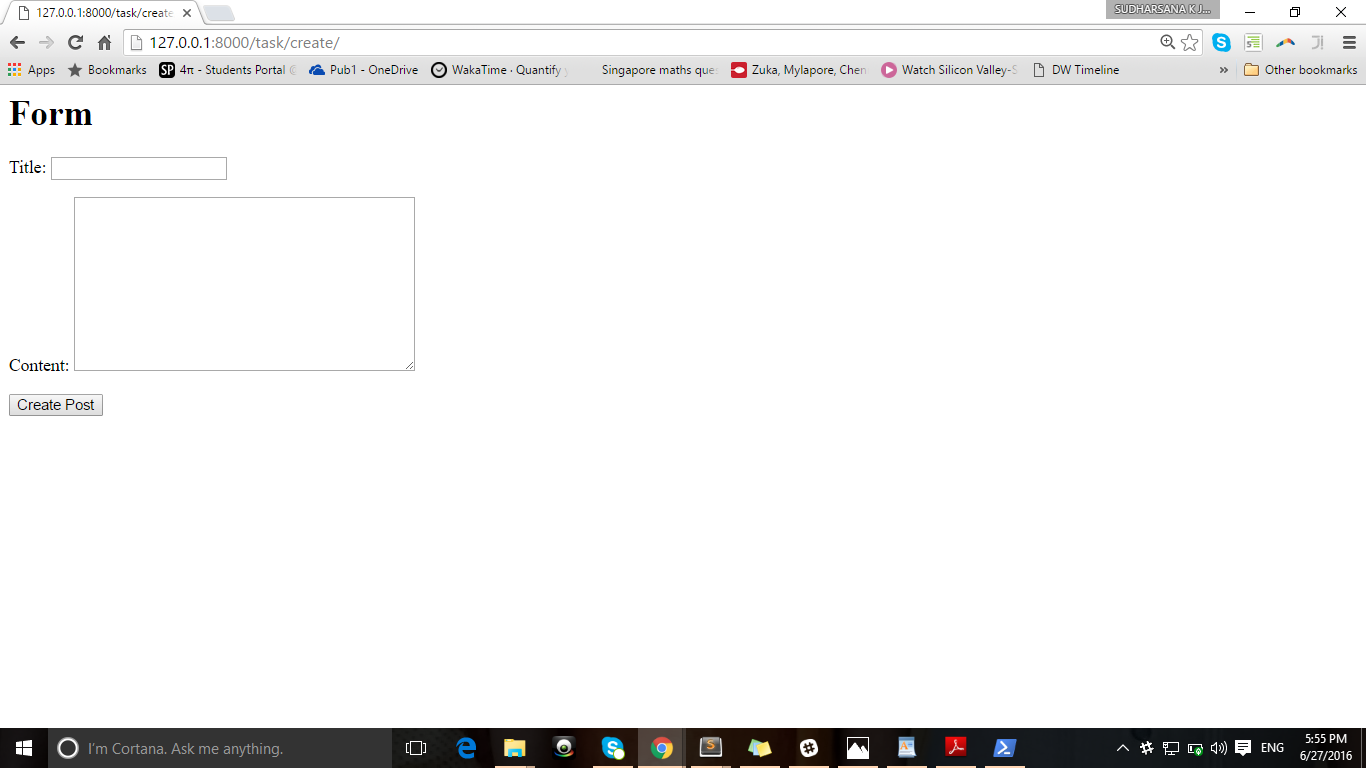 127.0.0.1:8000/task/create
SUDHARSANA K J...
127.0.0.1:8000/task/create/
Apps
Bookmarks
SP 4π - Students Portal
Pub1 - OneDrive
WakaTime · Quantify
Singapore maths que
Zuka, Mylapore, Chen
Watch Silicon Valley-S
DW Timeline
»
Other bookmarks
Form
Title:
Content:
Create Post
I'm Cortana. Ask me anything.
ENG
5:55 PM
6/27/2016